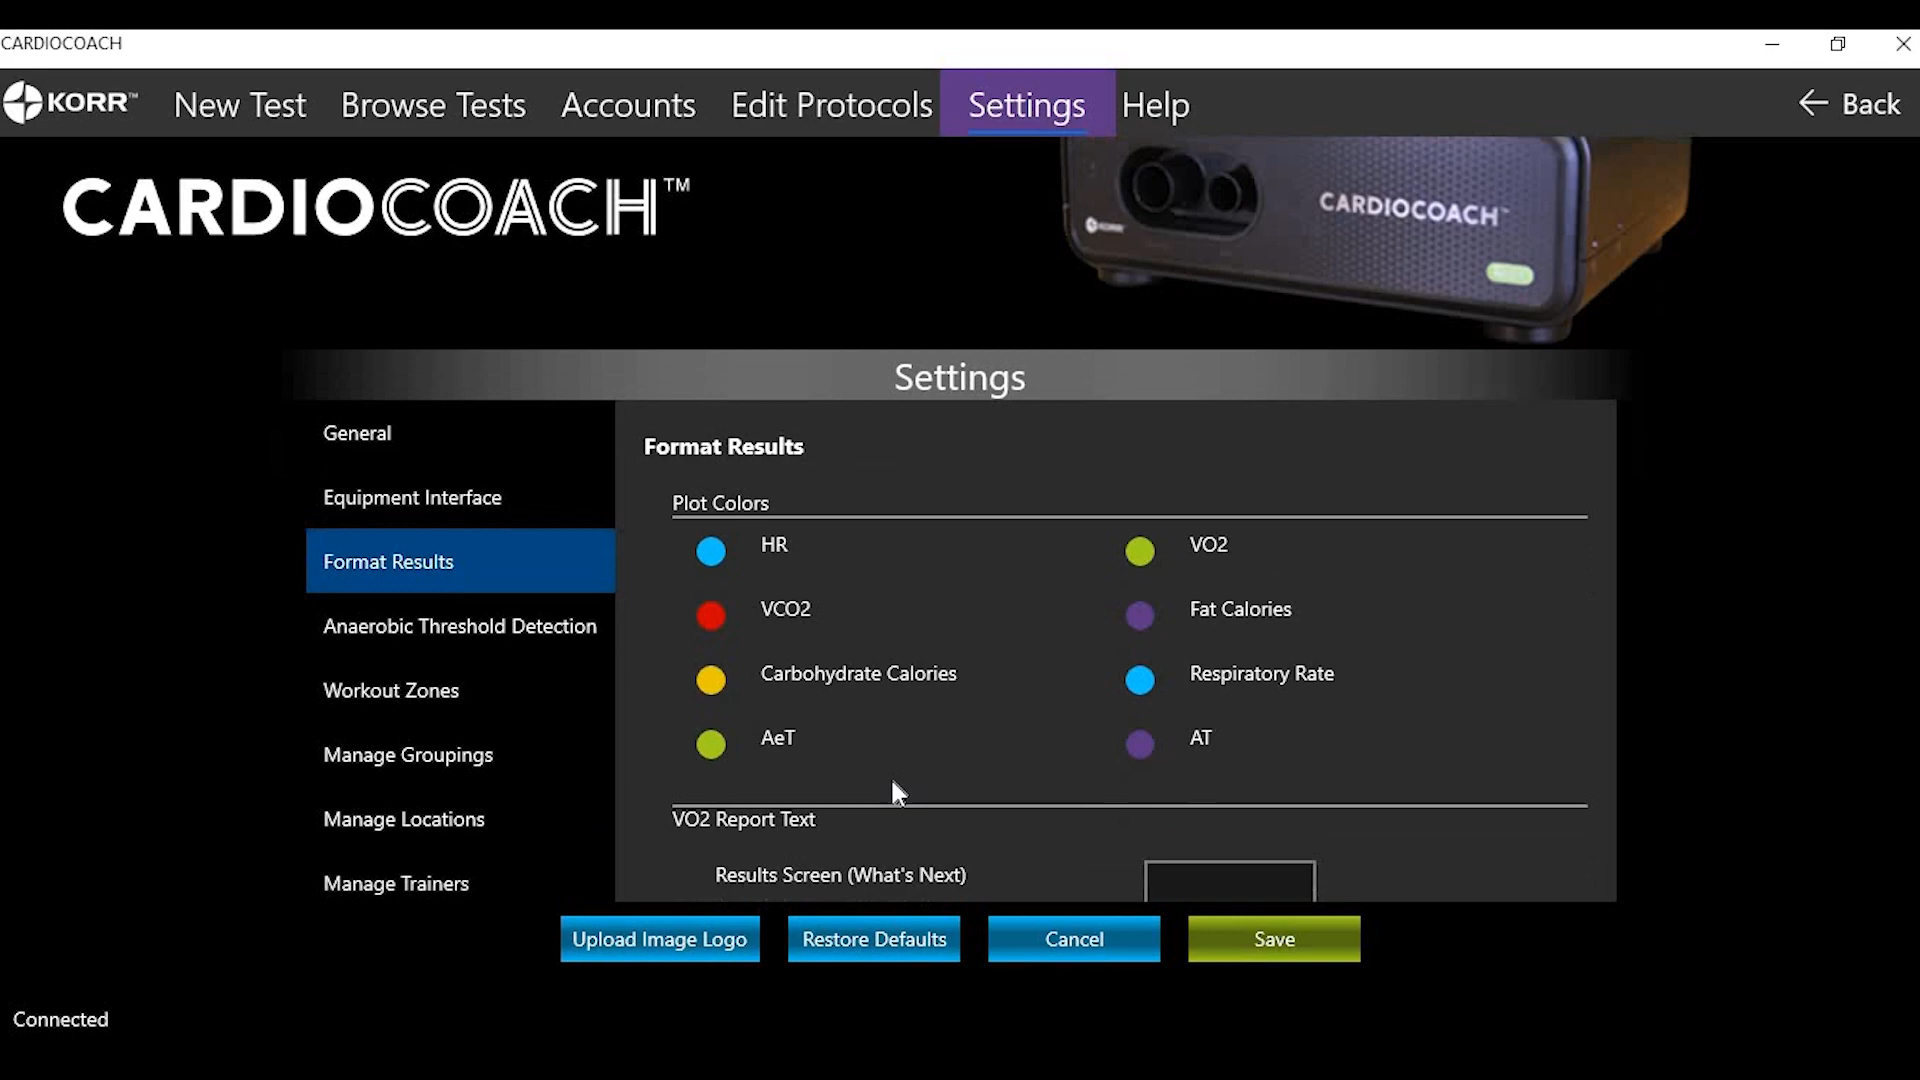 CARDIOCOACH
KORR™ New Test Browse Tests Accounts Edit Protocols Settings Help Back
CARDIOCOACH™
CARDIOCOACH™
KORR
Settings
General
Equipment Interface
Format Results
Anaerobic Threshold Detection
Workout Zones
Manage Groupings
Manage Locations
Manage Trainers
Format Results
Plot Colors
HR VO2
VCO2 Fat Calories
Carbohydrate Calories Respiratory Rate
AeT AT
VO2 Report Text
Results Screen (What's Next)
Upload Image Logo Restore Defaults Cancel Save
Connected